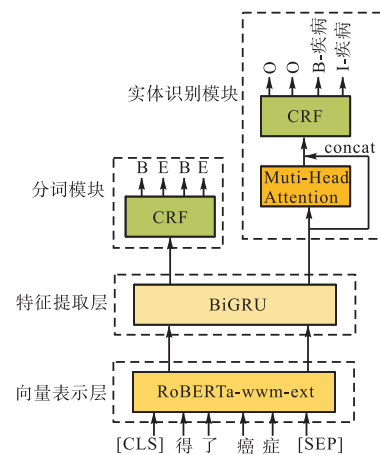 O O B-疾病 I-疾病
实体识别模块
CRF
concat
B E B E
Muti-Head
Attention
分词模块
CRF
特征提取层
BiGRU
向量表示层
RoBERTa-wwm-ext
[CLS] 得 了 癌 症 [SEP]